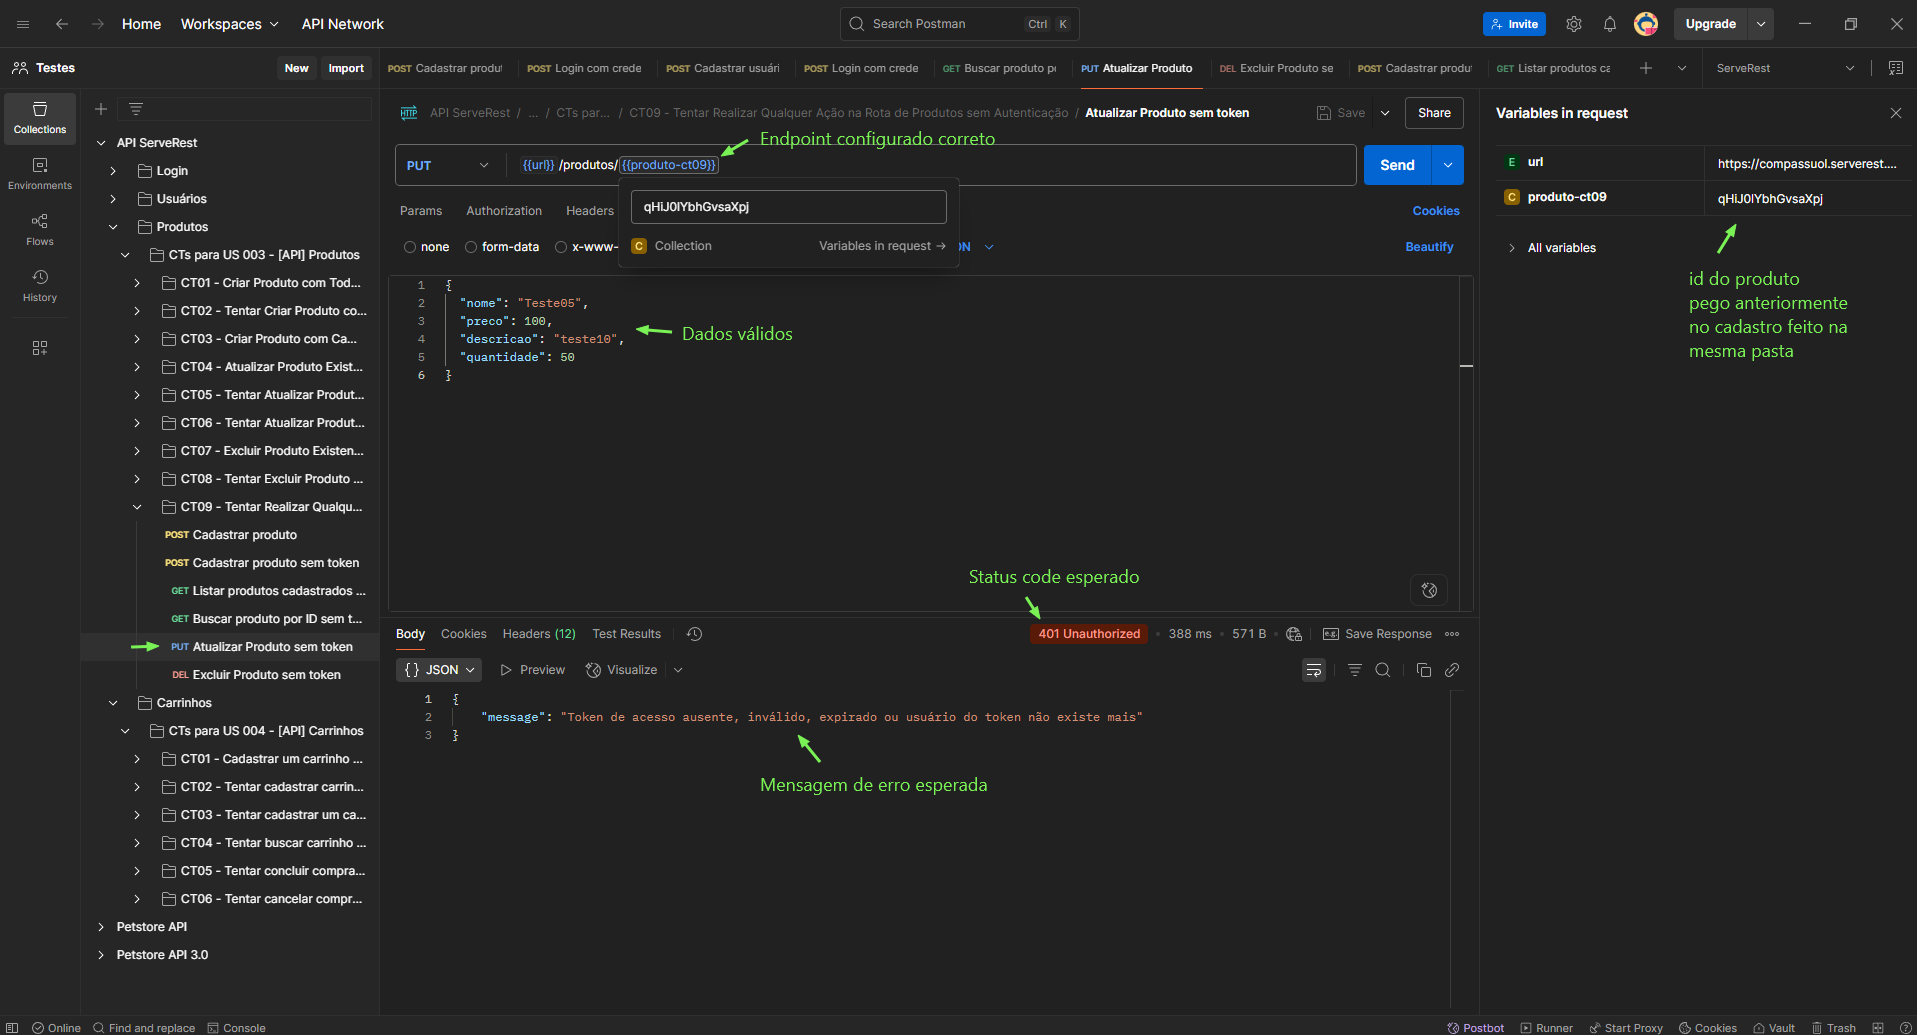 Home Workspaces API Network Search Postman Ctrl K Invite Upgrade
Testes New Import POST Cadastrar produt POST Login com crede POST Cadastrar usuári POST Login com crede GET Buscar produto po PUT Atualizar Produto DEL Excluir Produto se POST Cadastrar produt GET Listar produtos ca ServeRest
Collections
Environments
Flows
History
API ServeRest
Login
Usuários
Produtos
CTs para US 003 - [API] Produtos
CT01 - Criar Produto com Tod...
CT02 - Tentar Criar Produto co...
CT03 - Criar Produto com Ca...
CT04 - Atualizar Produto Exist...
CT05 - Tentar Atualizar Produt...
CT06 - Tentar Atualizar Produt...
CT07 - Excluir Produto Existen...
CT08 - Tentar Excluir Produto ...
CT09 - Tentar Realizar Qualqu...
POST Cadastrar produto
POST Cadastrar produto sem token
GET Listar produtos cadastrados ...
GET Buscar produto por ID sem t...
PUT Atualizar Produto sem token
DEL Excluir Produto sem token
Carrinhos
CTs para US 004 - [API] Carrinhos
CT01 - Cadastrar um carrinho ...
CT02 - Tentar cadastrar carrin...
CT03 - Tentar cadastrar um ca...
CT04 - Tentar buscar carrinho ...
CT05 - Tentar concluir compra...
CT06 - Tentar cancelar compr...
Petstore API
Petstore API 3.0
HTTP API ServeRest / ... / CTs par... / CT09 - Tentar Realizar Qualquer Ação na Rota de Produtos sem Autenticação / Atualizar Produto sem token Save Share
Endpoint configurado correto
PUT {{url}} /produtos/ {{produto-ct09}} Send
qHiJ0lYbhGvsaXpj
C Collection Variables in request →
Params Authorization Headers Cookies
none form-data x-www- ON Beautify
1 {
2 "nome": "Teste05",
3 "preco": 100,
4 "descricao": "teste10",
5 "quantidade": 50
6 }
Dados válidos
Status code esperado
Body Cookies Headers (12) Test Results 401 Unauthorized 388 ms 571 B Save Response
{} JSON Preview Visualize
1 {
2 "message": "Token de acesso ausente, inválido, expirado ou usuário do token não existe mais"
3 }
Mensagem de erro esperada
Variables in request
E url https://compassuol.serverest....
C produto-ct09 qHiJ0lYbhGvsaXpj
All variables
id do produto
pego anteriormente
no cadastro feito na
mesma pasta
Online Find and replace Console Postbot Runner Start Proxy Cookies Vault Trash